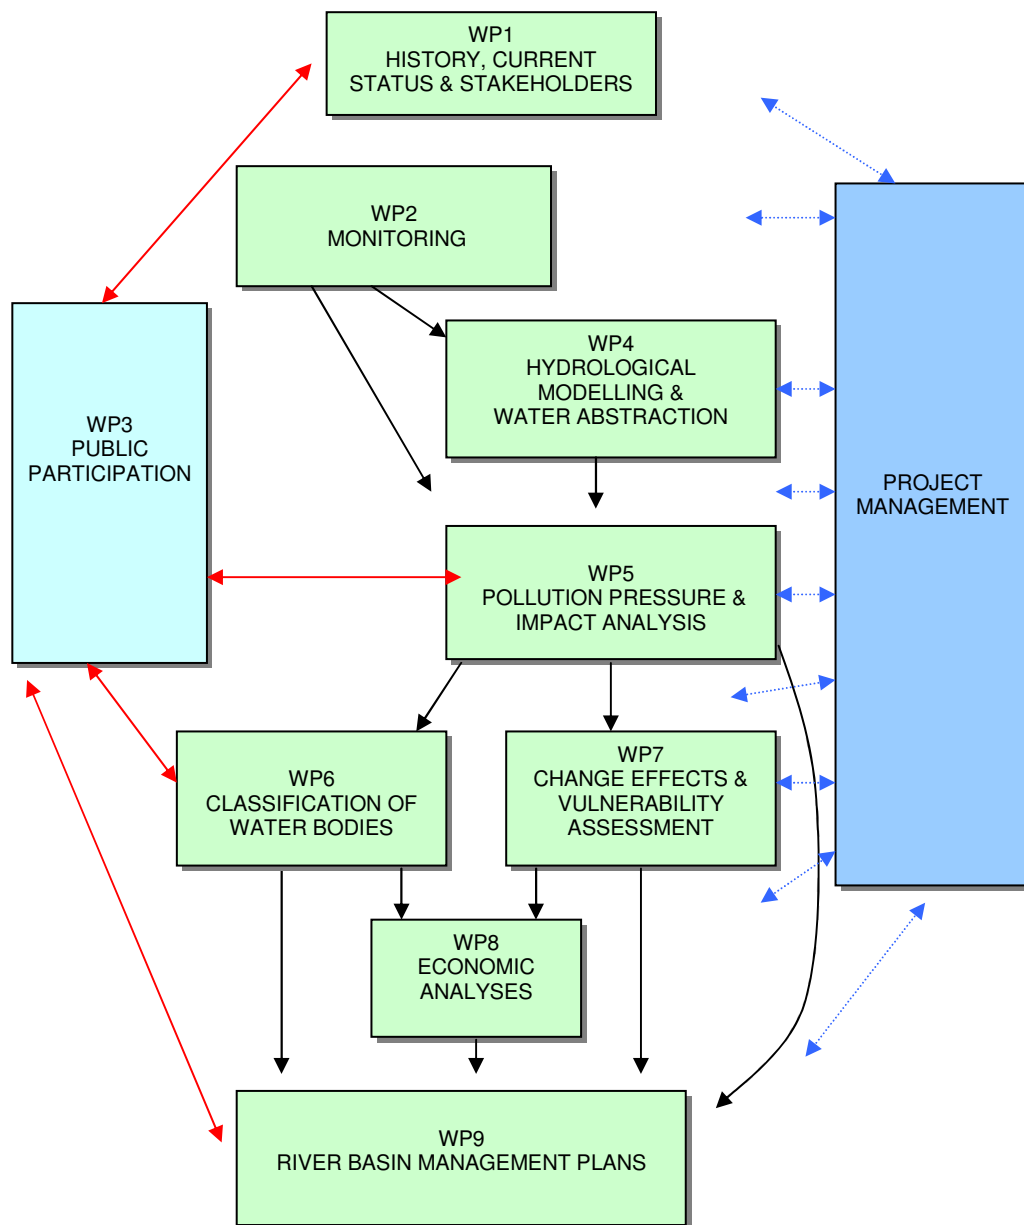 WP1
HISTORY, CURRENT
STATUS & STAKEHOLDERS
WP2
MONITORING
WP3
PUBLIC
PARTICIPATION
WP4
HYDROLOGICAL
MODELLING &
WATER ABSTRACTION
PROJECT
MANAGEMENT
WP5
POLLUTION PRESSURE &
IMPACT ANALYSIS
WP6
CLASSIFICATION OF
WATER BODIES
WP7
CHANGE EFFECTS &
VULNERABILITY
ASSESSMENT
WP8
ECONOMIC
ANALYSES
WP9
RIVER BASIN MANAGEMENT PLANS